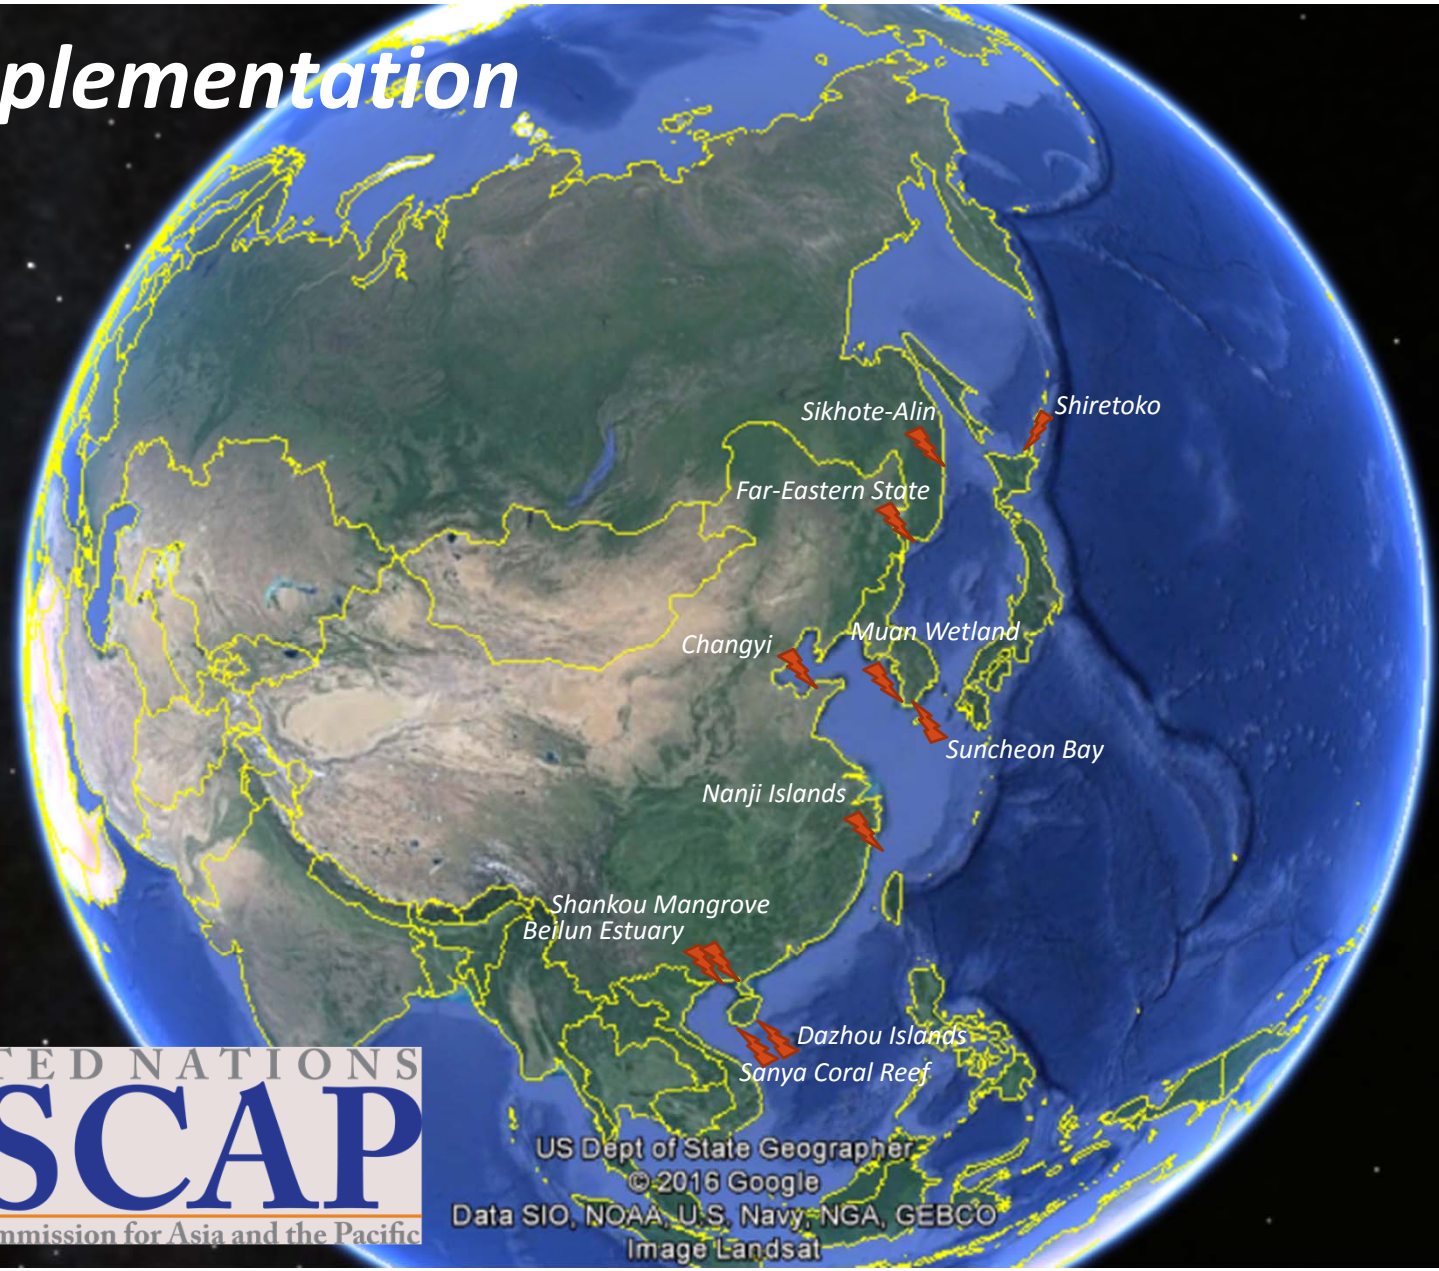 plementation
Sikhote-Alin
Shiretoko
Far-Eastern State
Muan Wetland
Changyi
Suncheon Bay
Nanji Islands
Shankou Mangrove
Beilun Estuary
Dazhou Islands
Sanya Coral Reef
TED NATIONS
SCAP
mmission for Asia and the Pacific
US Dept of State Geographer
© 2016 Google
Data SIO, NOAA, U.S. Navy, NGA, GEBCO
Image Landsat